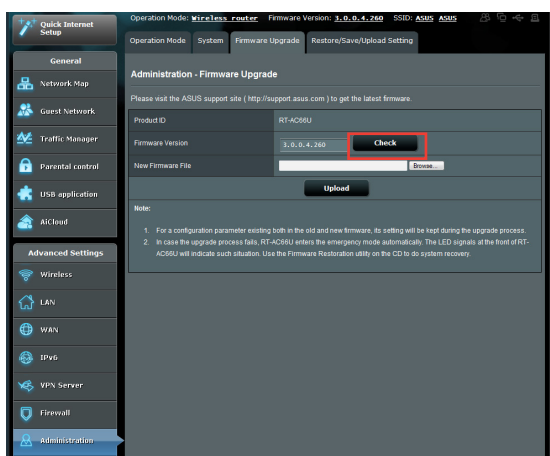 Quick Internet
Setup
Operation Mode: Wireless router Firmware Version: 3.0.0.4.260 SSID: ASUS ASUS
Operation Mode System Firmware Upgrade Restore/Save/Upload Setting
General
Network Map
Guest Network
Traffic Manager
Parental control
USB application
AiCloud
Advanced Settings
Wireless
LAN
WAN
IPv6
VPN Server
Firewall
Administration
Administration - Firmware Upgrade
Please visit the ASUS support site ( http://support.asus.com ) to get the latest firmware.
Product ID RT-AC66U
Firmware Version 3.0.0.4.260 Check
New Firmware File Browse...
Upload
Note:
1. For a configuration parameter existing both in the old and new firmware, its setting will be kept during the upgrade process.
2. In case the upgrade process fails, RT-AC66U enters the emergency mode automatically. The LED signals at the front of RT-
AC66U will indicate such situation. Use the Firmware Restoration utility on the CD to do system recovery.